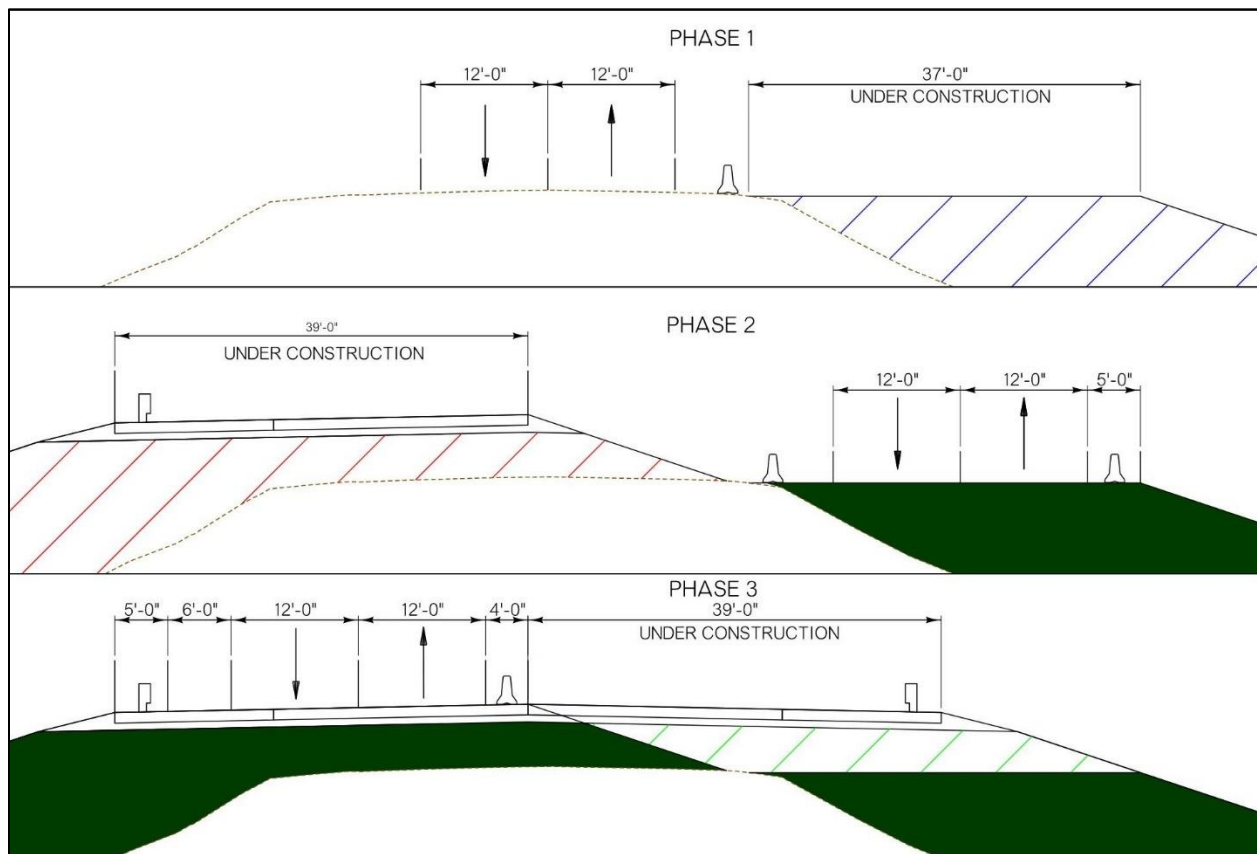 PHASE 1
12'-0" 12'-0" 37'-0"
UNDER CONSTRUCTION
PHASE 2
39'-0"
UNDER CONSTRUCTION
12'-0" 12'-0" 5'-0"
PHASE 3
5'-0" 6'-0" 12'-0" 12'-0" 4'-0" 39'-0"
UNDER CONSTRUCTION